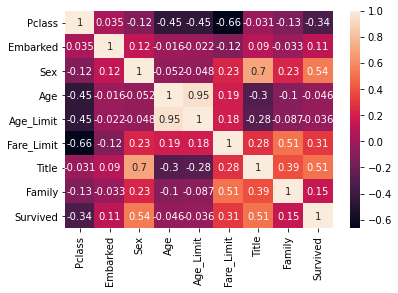 Pclass 1 0.035 -0.12 -0.45 -0.45 -0.66 -0.031 -0.13 -0.34
Embarked 0.035 1 0.12 -0.016 -0.022 -0.12 0.09 -0.033 0.11
Sex -0.12 0.12 1 -0.052 -0.048 0.23 0.7 0.23 0.54
Age -0.45 -0.016 -0.052 1 0.95 0.19 -0.3 -0.1 -0.046
Age_Limit -0.45 -0.022 -0.048 0.95 1 0.18 -0.28 -0.087 -0.036
Fare_Limit -0.66 -0.12 0.23 0.19 0.18 1 0.28 0.51 0.31
Title -0.031 0.09 0.7 -0.3 -0.28 0.28 1 0.39 0.51
Family -0.13 -0.033 0.23 -0.1 -0.087 0.51 0.39 1 0.15
Survived -0.34 0.11 0.54 -0.046 -0.036 0.31 0.51 0.15 1
Pclass Embarked Sex Age Age_Limit Fare_Limit Title Family Survived
1.0
0.8
0.6
0.4
0.2
0.0
-0.2
-0.4
-0.6